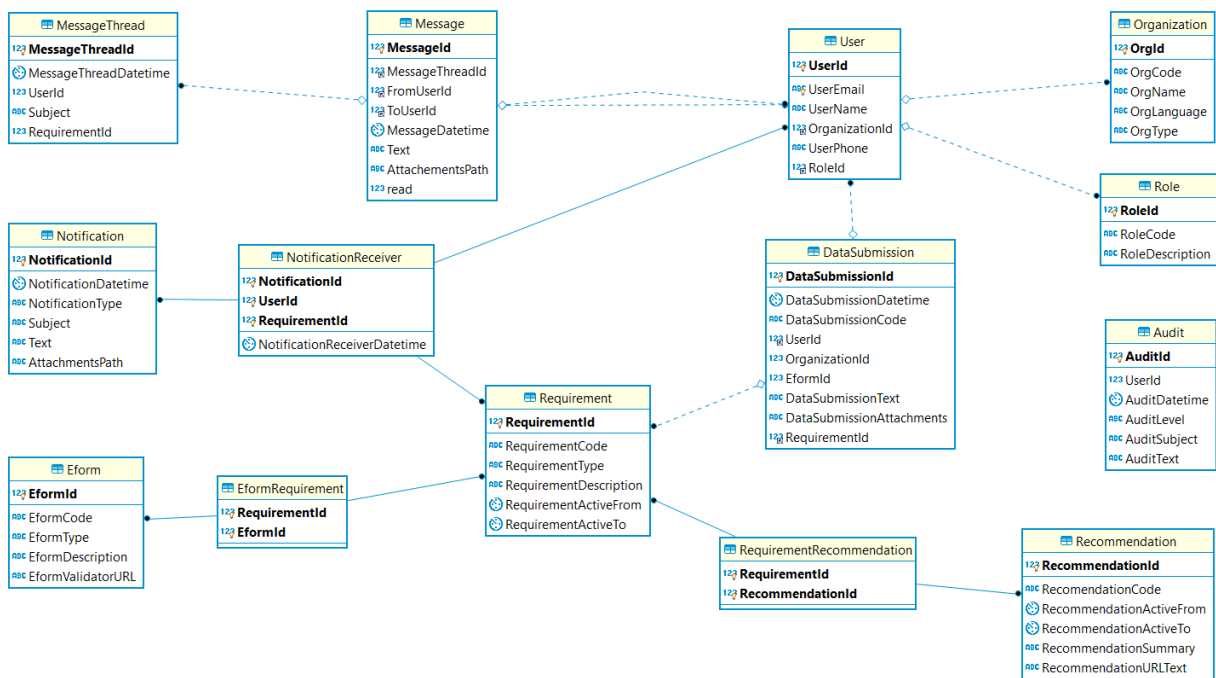 MessageThread
MessageThreadId
MessageThreadDatetime
UserId
Subject
RequirementId
Message
MessageId
MessageThreadId
FromUserId
ToUserId
MessageDatetime
Text
AttachementsPath
read
User
UserId
UserEmail
UserName
OrganizationId
UserPhone
RoleId
Organization
OrgId
OrgCode
OrgName
OrgLanguage
OrgType
Role
RoleId
RoleCode
RoleDescription
Notification
NotificationId
NotificationDatetime
NotificationType
Subject
Text
AttachmentsPath
NotificationReceiver
NotificationId
UserId
RequirementId
NotificationReceiverDatetime
DataSubmission
DataSubmissionId
DataSubmissionDatetime
DataSubmissionCode
UserId
OrganizationId
EformId
DataSubmissionText
DataSubmissionAttachments
RequirementId
Audit
AuditId
UserId
AuditDatetime
AuditLevel
AuditSubject
AuditText
Requirement
RequirementId
RequirementCode
RequirementType
RequirementDescription
RequirementActiveFrom
RequirementActiveTo
Eform
EformId
EformCode
EformType
EformDescription
EformValidatorURL
EformRequirement
RequirementId
EformId
RequirementRecommendation
RequirementId
RecommendationId
Recommendation
RecommendationId
RecomendationCode
RecommendationActiveFrom
RecommendationActiveTo
RecommendationSummary
RecommendationURLText